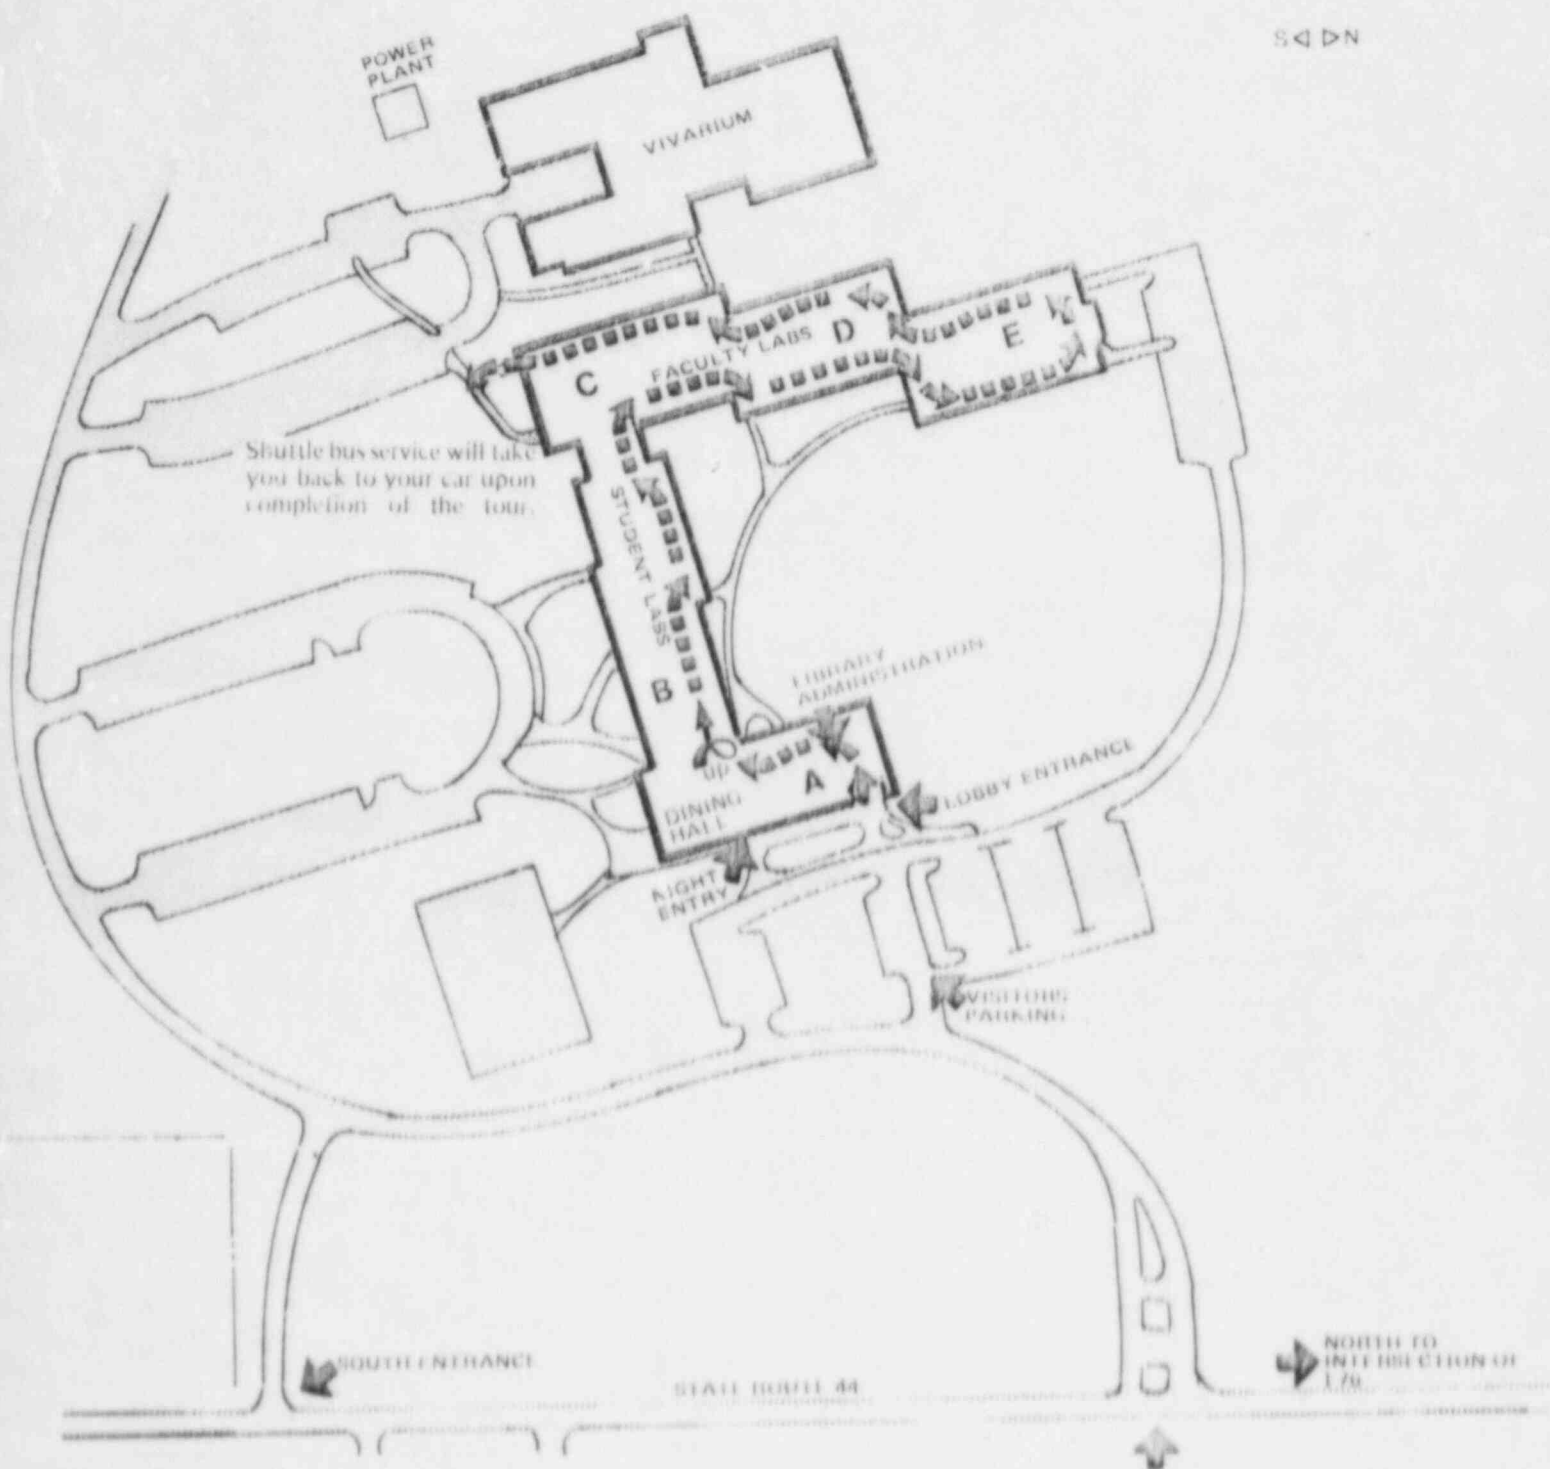 S N
POWER
PLANT
VIVARIUM
C
FACULTY LABS
D
E
Shuttle bus service will take
you back to your car upon
completion of the tour.
STUDENT LABS
B
LIBRARY
ADMINISTRATION
up
A
LOBBY ENTRANCE
DINING
HALL
NIGHT
ENTRY
VISITORS
PARKING
SOUTH ENTRANCE
STATE ROUTE 44
NORTH TO
INTERSECTION OF